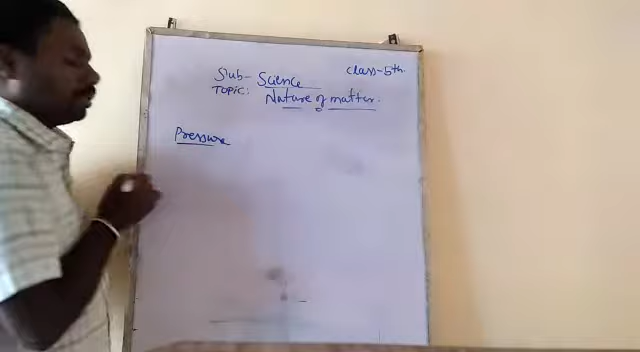 Sub- Science Class-5th.
TOPIC: Nature of matter.
Pressure